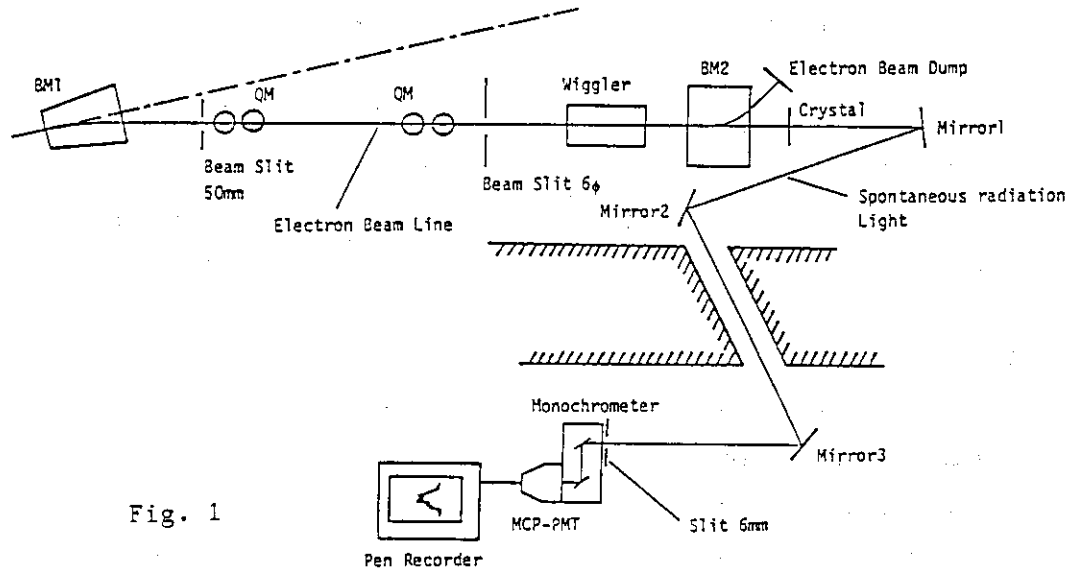 BM1
QM
QM
Wiggler
BM2
Electron Beam Dump
Crystal
Mirror1
Beam Slit
50mm
Beam Slit 6φ
Electron Beam Line
Mirror2
Spontaneous radiation
Light
Monochrometer
Mirror3
Slit 6mm
MCP-PMT
Pen Recorder
Fig. 1